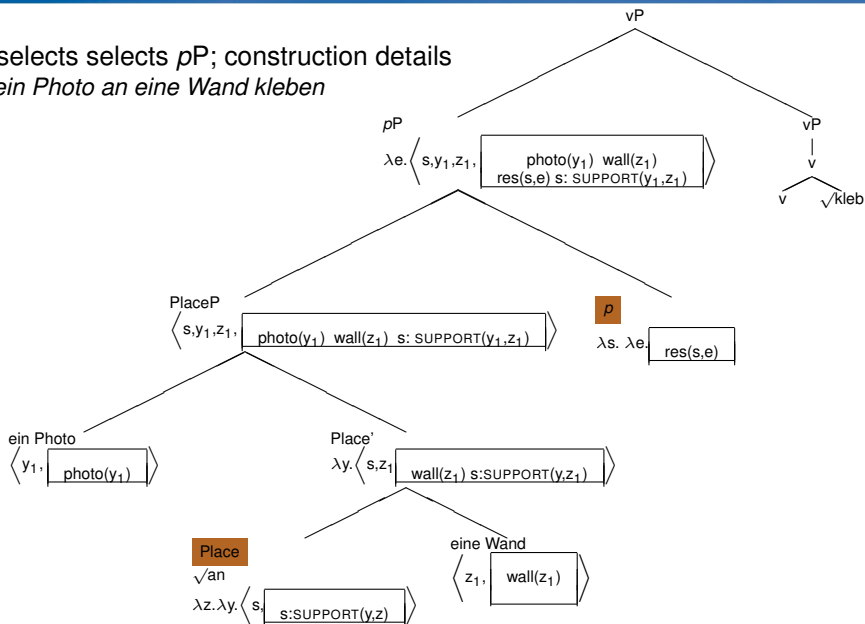 vP
selects selects pP; construction details
ein Photo an eine Wand kleben
pP
vP
λe.⟨s,y₁,z₁, photo(y₁) wall(z₁)
res(s,e) s: SUPPORT(y₁,z₁)⟩
v
v √kleb
PlaceP
p
⟨s,y₁,z₁, photo(y₁) wall(z₁) s: SUPPORT(y₁,z₁)⟩
λs. λe. res(s,e)
ein Photo
Place'
⟨y₁, photo(y₁)⟩
λy.⟨s,z₁ wall(z₁) s:SUPPORT(y,z₁)⟩
Place
eine Wand
√an
⟨z₁, wall(z₁)⟩
λz.λy.⟨s, s:SUPPORT(y,z)⟩